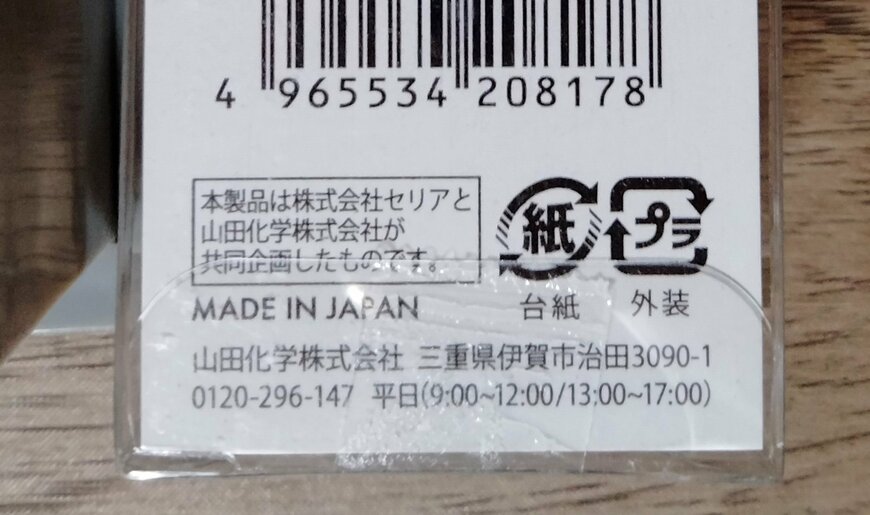 4 965534 208178
本製品は株式会社セリアと
山田化学株式会社が
共同企画したものです。
紙
プラ
台紙
外装
MADE IN JAPAN
山田化学株式会社 三重県伊賀市治田3090-1
0120-296-147 平日(9:00~12:00/13:00~17:00)